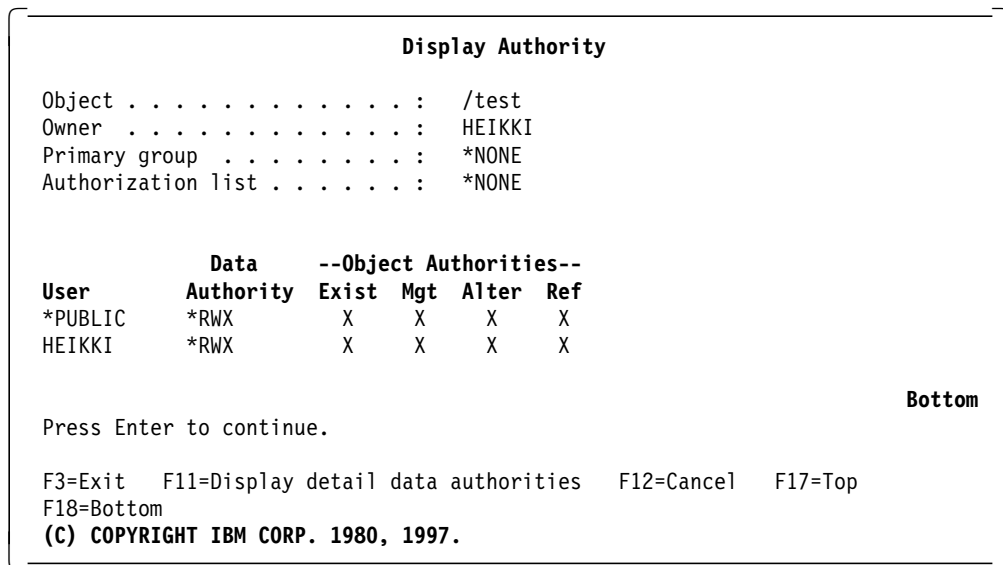 Display Authority
Object . . . . . . . . . . . . : /test
Owner . . . . . . . . . . . . : HEIKKI
Primary group . . . . . . . . : *NONE
Authorization list . . . . . . : *NONE
Data --Object Authorities--
User Authority Exist Mgt Alter Ref
*PUBLIC *RWX X X X X
HEIKKI *RWX X X X X
Bottom
Press Enter to continue.
F3=Exit F11=Display detail data authorities F12=Cancel F17=Top
F18=Bottom
(C) COPYRIGHT IBM CORP. 1980, 1997.